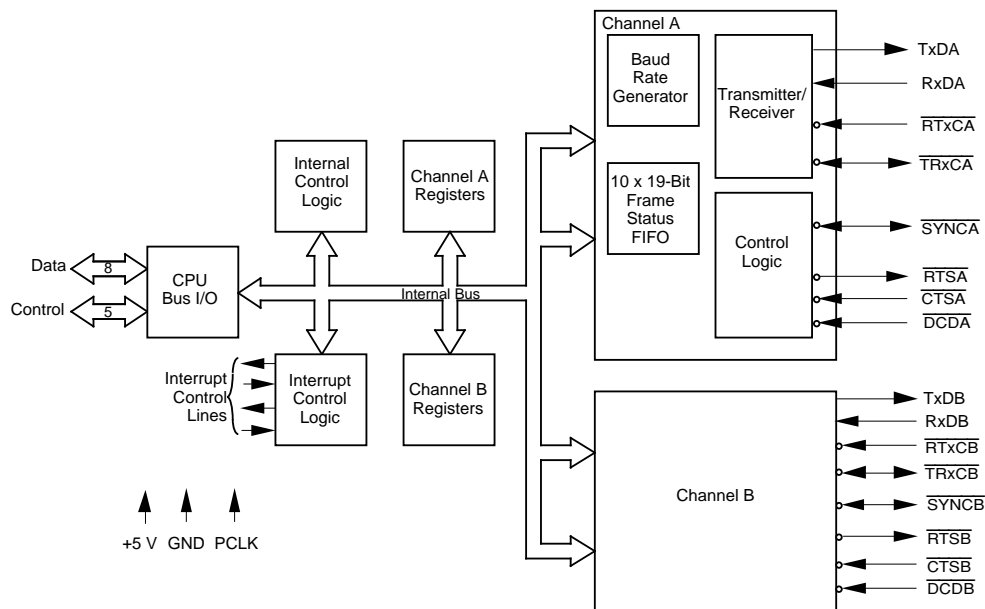 Channel A
Baud
Rate
Generator
Transmitter/
Receiver
10 x 19-Bit
Frame
Status
FIFO
Control
Logic
TxDA
RxDA
RTxCA
TRxCA
SYNCA
RTSA
CTSA
DCDA
Internal
Control
Logic
Channel A
Registers
Data
8
Control
5
CPU
Bus I/O
Internal Bus
Interrupt
Control
Lines
Interrupt
Control
Logic
Channel B
Registers
Channel B
TxDB
RxDB
RTxCB
TRxCB
SYNCB
RTSB
CTSB
DCDB
+5 V GND PCLK